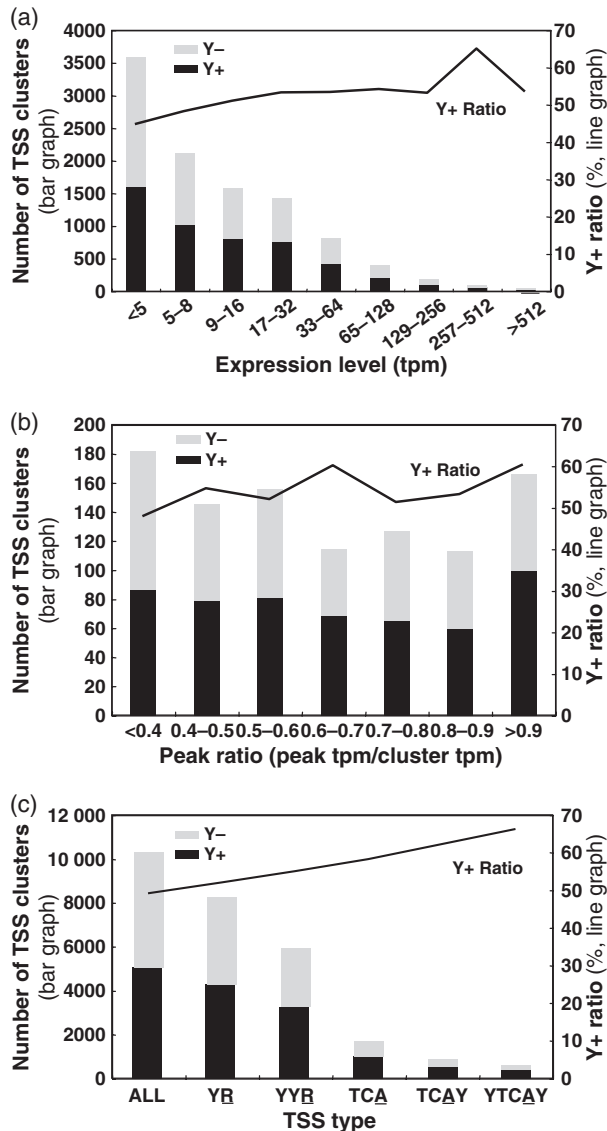 (a)
4000
3500
3000
2500
2000
1500
1000
500
0
Number of TSS clusters
(bar graph)
Y–
Y+
Y+ Ratio
70
60
50
40
30
20
10
0
Y+ ratio (%, line graph)
<5
5–8
9–16
17–32
33–64
65–128
129–256
257–512
>512
Expression level (tpm)
(b)
200
180
160
140
120
100
80
60
40
20
0
Number of TSS clusters
(bar graph)
Y–
Y+
Y+ Ratio
70
60
50
40
30
20
10
0
Y+ ratio (%, line graph)
<0.4 0.4–0.5 0.5–0.6 0.6–0.7 0.7–0.8 0.8–0.9 >0.9
Peak ratio (peak tpm/cluster tpm)
(c)
12 000
10 000
8000
6000
4000
2000
0
Number of TSS clusters
(bar graph)
Y–
Y+
Y+ Ratio
70
60
50
40
30
20
10
0
Y+ ratio (%, line graph)
ALL YR YYR TCA TCAY YTCAY
TSS type